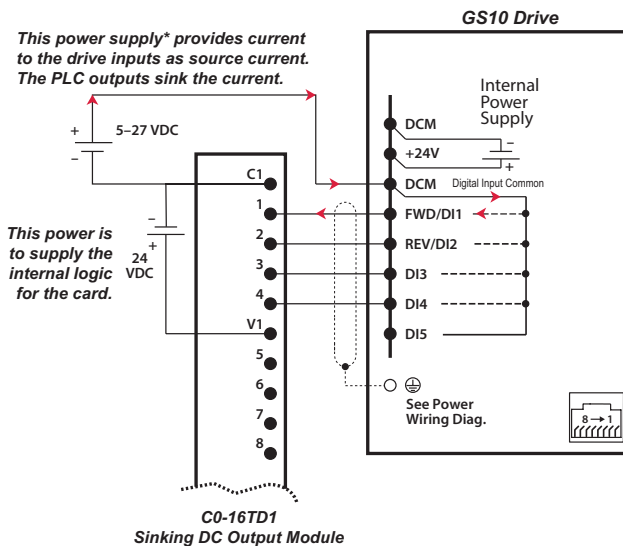 GS10 Drive
This power supply* provides current
to the drive inputs as source current.
The PLC outputs sink the current.
Internal
Power
Supply
DCM
–
+
5–27 VDC
–
+24V
+
C1
DCM
Digital Input Common
1
FWD/DI1
This power is
to supply the
internal logic
for the card.
–
+
24
VDC
2
REV/DI2
3
DI3
4
DI4
V1
DI5
5
6
See Power
Wiring Diag.
7
8
8→1
C0-16TD1
Sinking DC Output Module